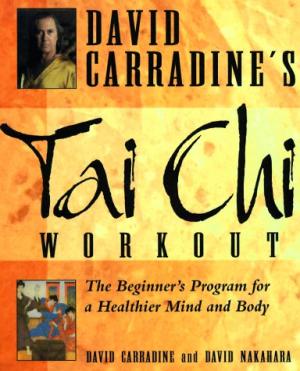 DAVID
CARRADINE'S
Tai Chi
WORKOUT
The Beginner's Program for
a Healthier Mind and Body
DAVID CARRADINE and DAVID NAKAHARA